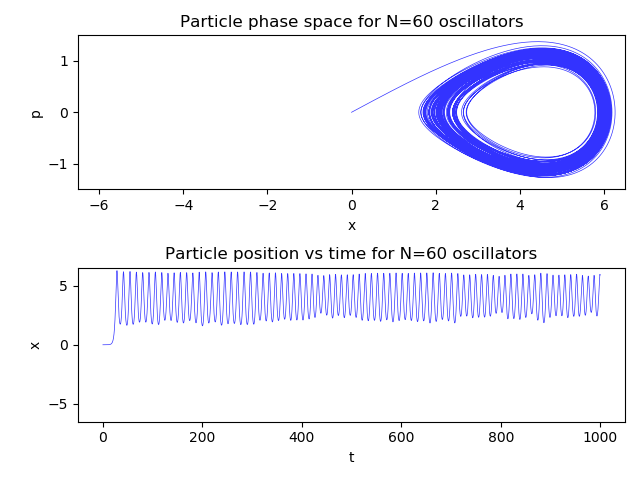 Particle phase space for N=60 oscillators
1
0
−1
p
−6 −4 −2 0 2 4 6
x
Particle position vs time for N=60 oscillators
5
0
−5
x
0 200 400 600 800 1000
t